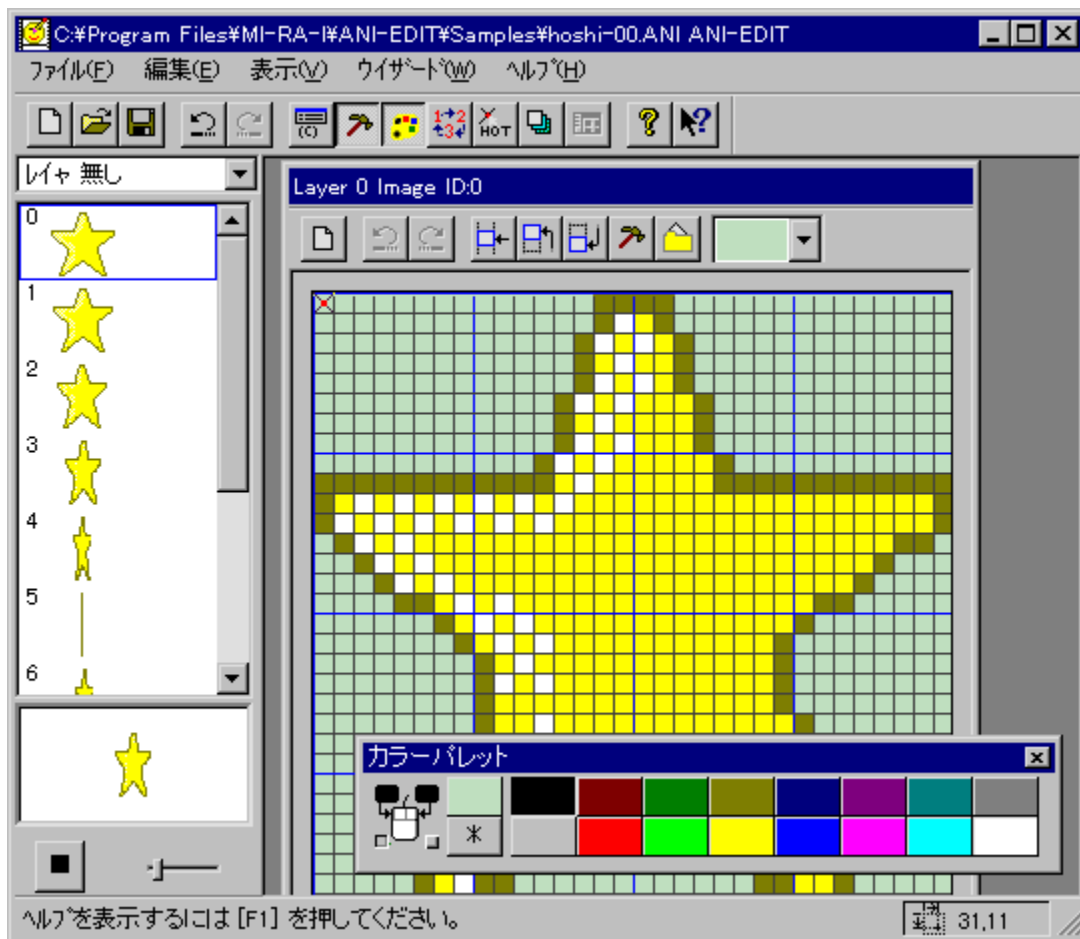 C:¥Program Files¥MI-RA-I¥ANI-EDIT¥Samples¥hoshi-00.ANI ANI-EDIT
ﾌｧｲﾙ(F) 編集(E) 表示(V) ｳｲｻﾞｰﾄﾞ(W) ﾍﾙﾌﾟ(H)
(C) 1 2 3 HOT ? ?
ﾚｲﾔ 無し
Layer 0 Image ID:0
0
1
2
3
4
5
6
カラーパレット
*
ﾍﾙﾌﾟを表示するには [F1] を押してください。
31,11